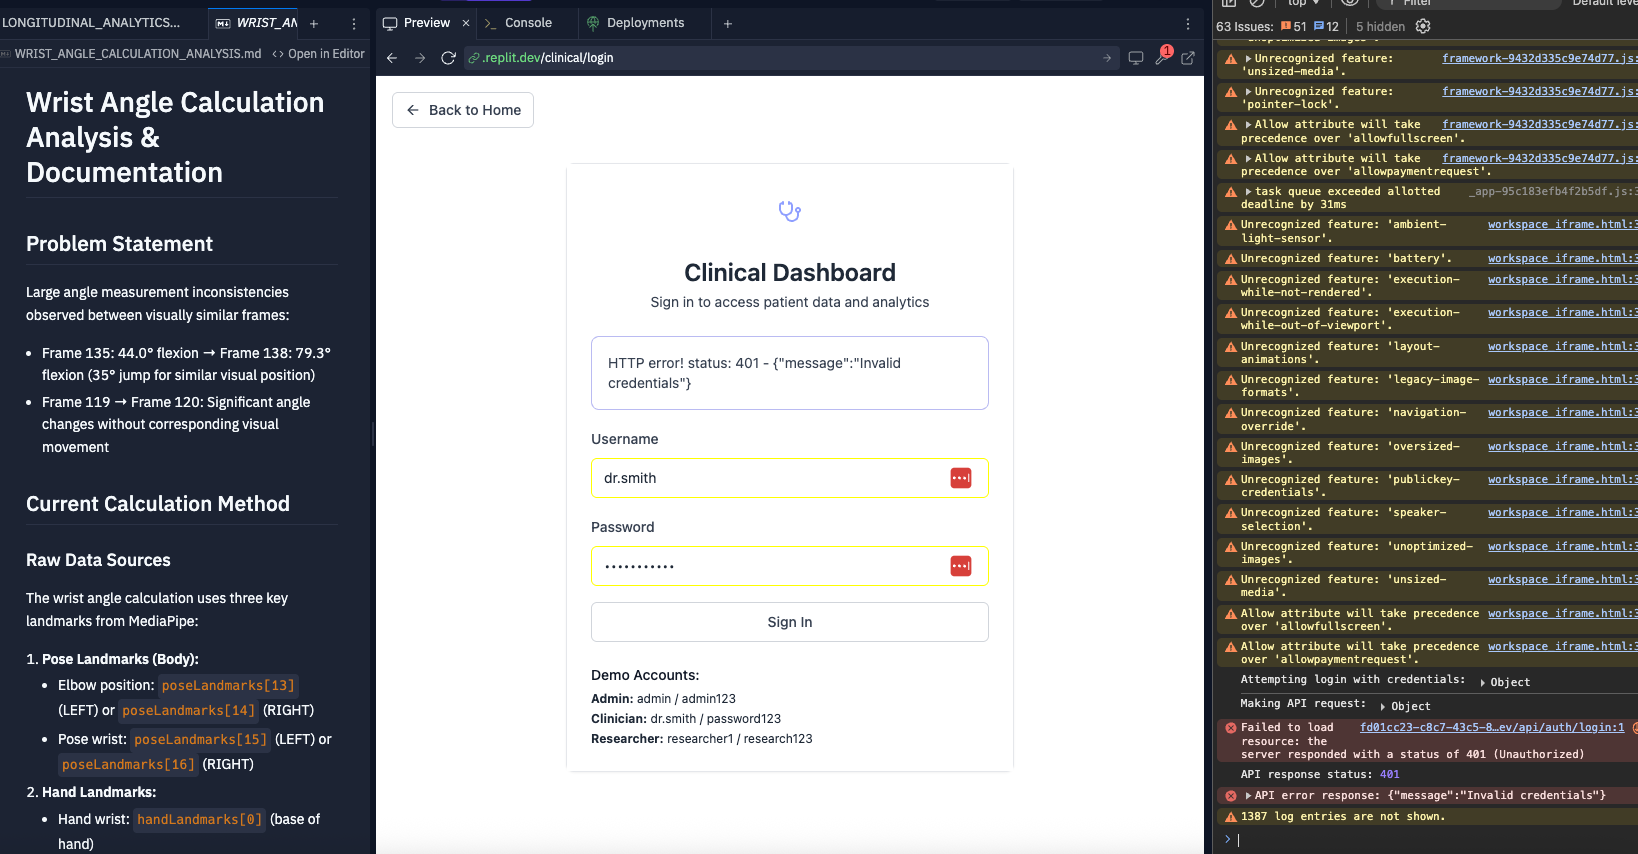 LONGITUDINAL_ANALYTICS...
WRIST_AN
WRIST_ANGLE_CALCULATION_ANALYSIS.md
Open in Editor
Wrist Angle Calculation
Analysis &
Documentation
Problem Statement
Large angle measurement inconsistencies
observed between visually similar frames:
• Frame 135: 44.0° flexion → Frame 138: 79.3°
flexion (35° jump for similar visual position)
• Frame 119 → Frame 120: Significant angle
changes without corresponding visual
movement
Current Calculation Method
Raw Data Sources
The wrist angle calculation uses three key
landmarks from MediaPipe:
1. Pose Landmarks (Body):
• Elbow position: poseLandmarks[13]
(LEFT) or poseLandmarks[14] (RIGHT)
• Pose wrist: poseLandmarks[15] (LEFT) or
poseLandmarks[16] (RIGHT)
2. Hand Landmarks:
• Hand wrist: handLandmarks[0] (base of
hand)
Preview
Console
Deployments
.replit.dev/clinical/login
1
Back to Home
Clinical Dashboard
Sign in to access patient data and analytics
HTTP error! status: 401 - {"message":"Invalid
credentials"}
Username
dr.smith
Password
•••••••••••
Sign In
Demo Accounts:
Admin: admin / admin123
Clinician: dr.smith / password123
Researcher: researcher1 / research123
top
Filter
Default leve
63 Issues: 51 12 5 hidden
Unrecognized feature: framework-9432d335c9e74d77.js:
'unsized-media'.
Unrecognized feature: framework-9432d335c9e74d77.js:
'pointer-lock'.
Allow attribute will take framework-9432d335c9e74d77.js:
precedence over 'allowfullscreen'.
Allow attribute will take framework-9432d335c9e74d77.js:
precedence over 'allowpaymentrequest'.
task queue exceeded allotted _app-95c183efb4f2b5df.js:3
deadline by 31ms
Unrecognized feature: 'ambient- workspace_iframe.html:3
light-sensor'.
Unrecognized feature: 'battery'. workspace_iframe.html:3
Unrecognized feature: 'execution- workspace_iframe.html:3
while-not-rendered'.
Unrecognized feature: 'execution- workspace_iframe.html:3
while-out-of-viewport'.
Unrecognized feature: 'layout- workspace_iframe.html:3
animations'.
Unrecognized feature: 'legacy-image- workspace_iframe.html:3
formats'.
Unrecognized feature: 'navigation- workspace_iframe.html:3
override'.
Unrecognized feature: 'oversized- workspace_iframe.html:3
images'.
Unrecognized feature: 'publickey- workspace_iframe.html:3
credentials'.
Unrecognized feature: 'speaker- workspace_iframe.html:3
selection'.
Unrecognized feature: 'unoptimized- workspace_iframe.html:3
images'.
Unrecognized feature: 'unsized- workspace_iframe.html:3
media'.
Allow attribute will take precedence workspace_iframe.html:3
over 'allowfullscreen'.
Allow attribute will take precedence workspace_iframe.html:3
over 'allowpaymentrequest'.
Attempting login with credentials: Object
Making API request: Object
Failed to load fd01cc23-c8c7-43c5-8…ev/api/auth/login:1
resource: the
server responded with a status of 401 (Unauthorized)
API response status: 401
API error response: {"message":"Invalid credentials"}
1387 log entries are not shown.